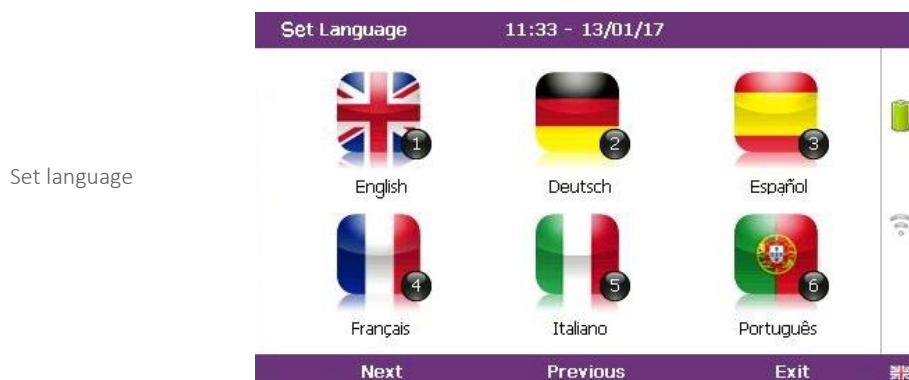 Set Language 11:33 - 13/01/17
1 2 3
English Deutsch Español
Set language
4 5 6
Français Italiano Português
Next Previous Exit